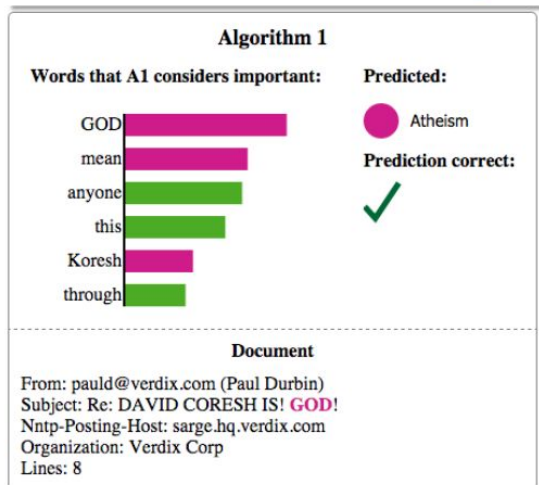 Algorithm 1
Words that A1 considers important:
Predicted:
GOD
mean
anyone
this
Koresh
through
Atheism
Prediction correct:
Document
From: pauld@verdix.com (Paul Durbin)
Subject: Re: DAVID CORESH IS! GOD!
Nntp-Posting-Host: sarge.hq.verdix.com
Organization: Verdix Corp
Lines: 8